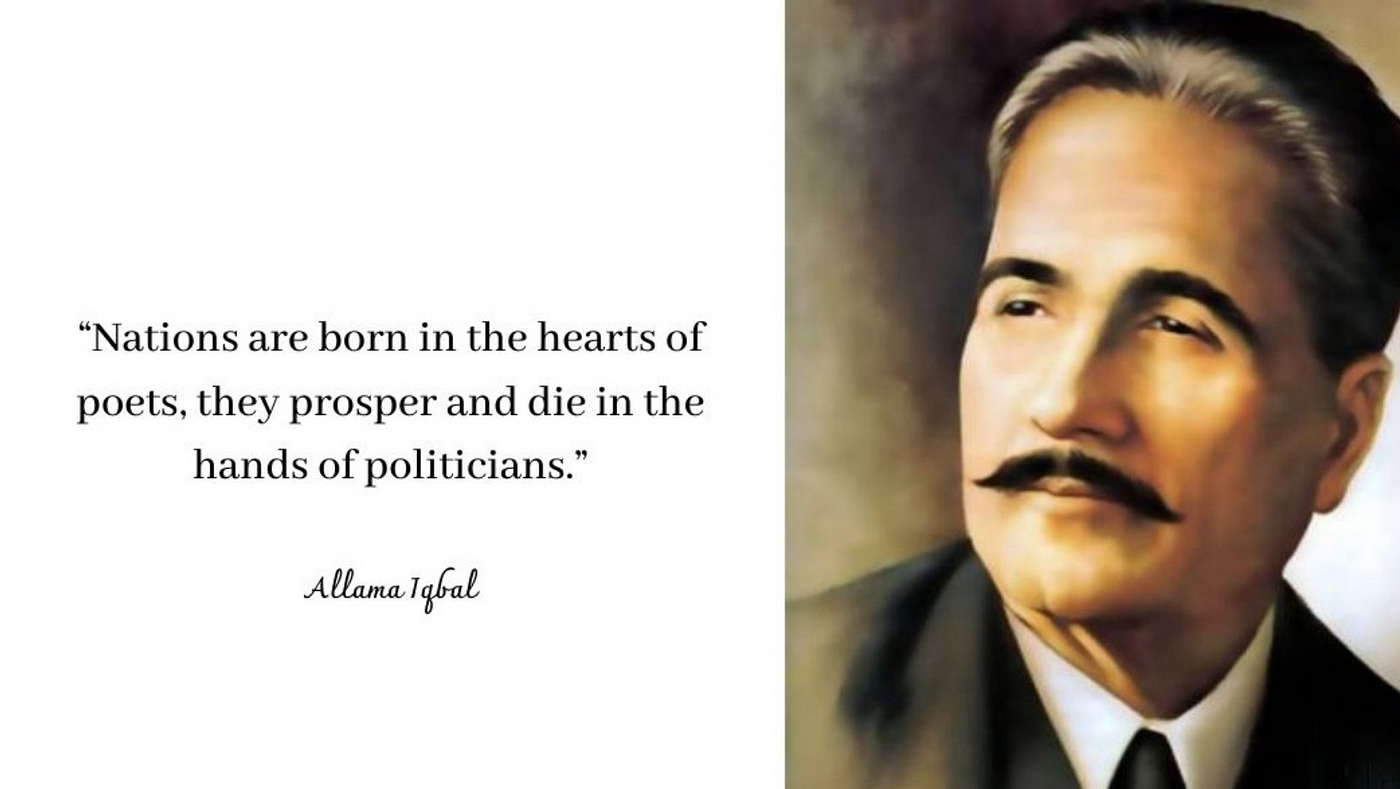 “Nations are born in the hearts of
poets, they prosper and die in the
hands of politicians.”
Allama Iqbal